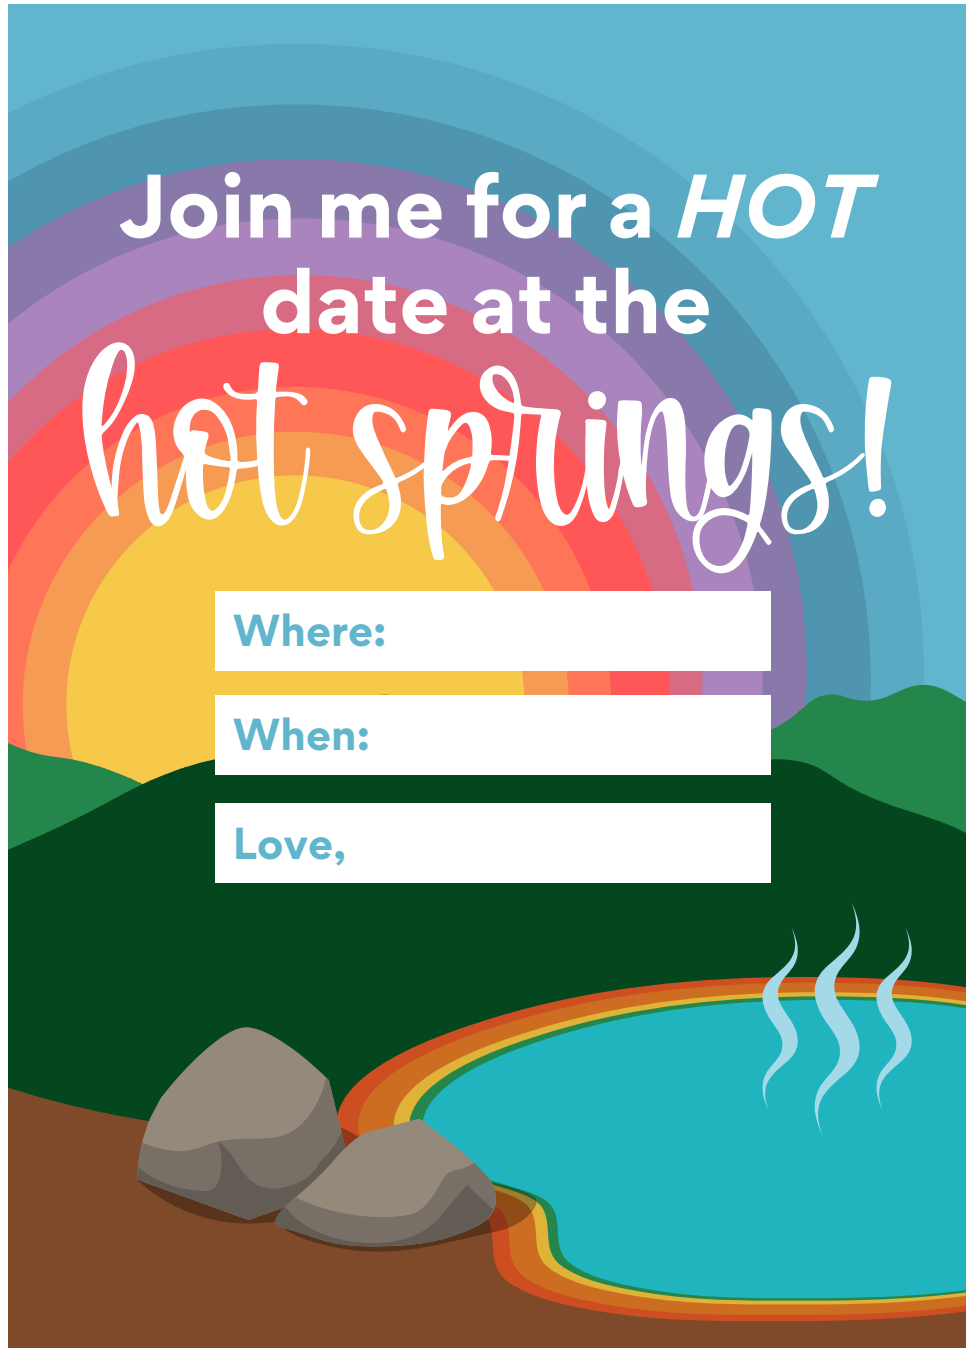 Join me for a HOT
date at the
hot springs!
Where:
When:
Love,